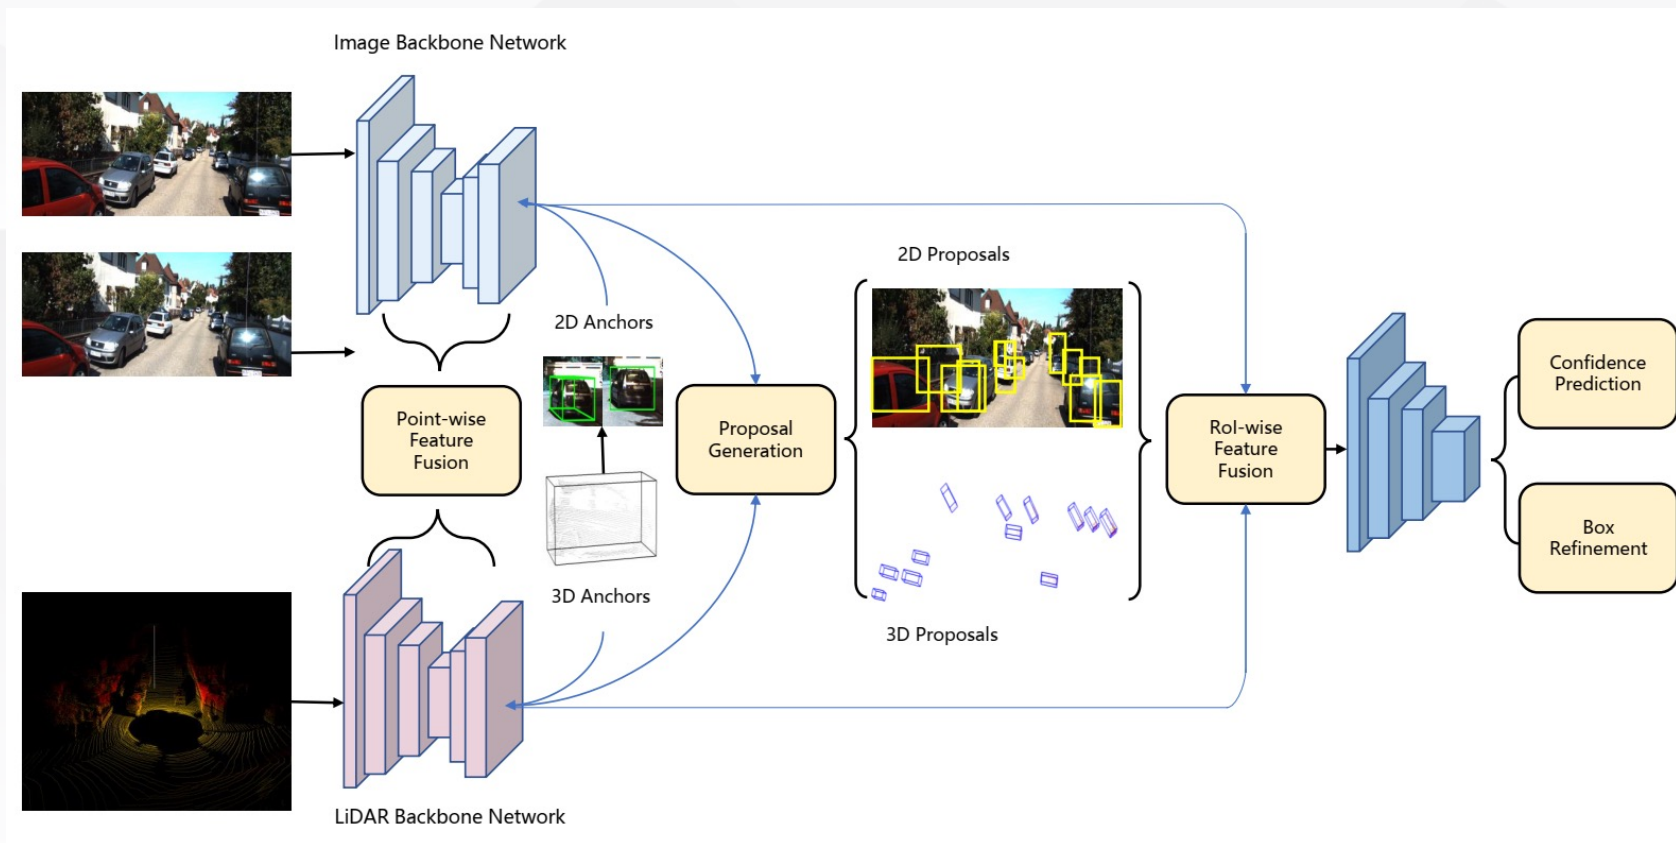 Image Backbone Network
2D Proposals
2D Anchors
Point-wise
Feature
Fusion
Proposal
Generation
RoI-wise
Feature
Fusion
Confidence
Prediction
Box
Refinement
3D Anchors
3D Proposals
LiDAR Backbone Network